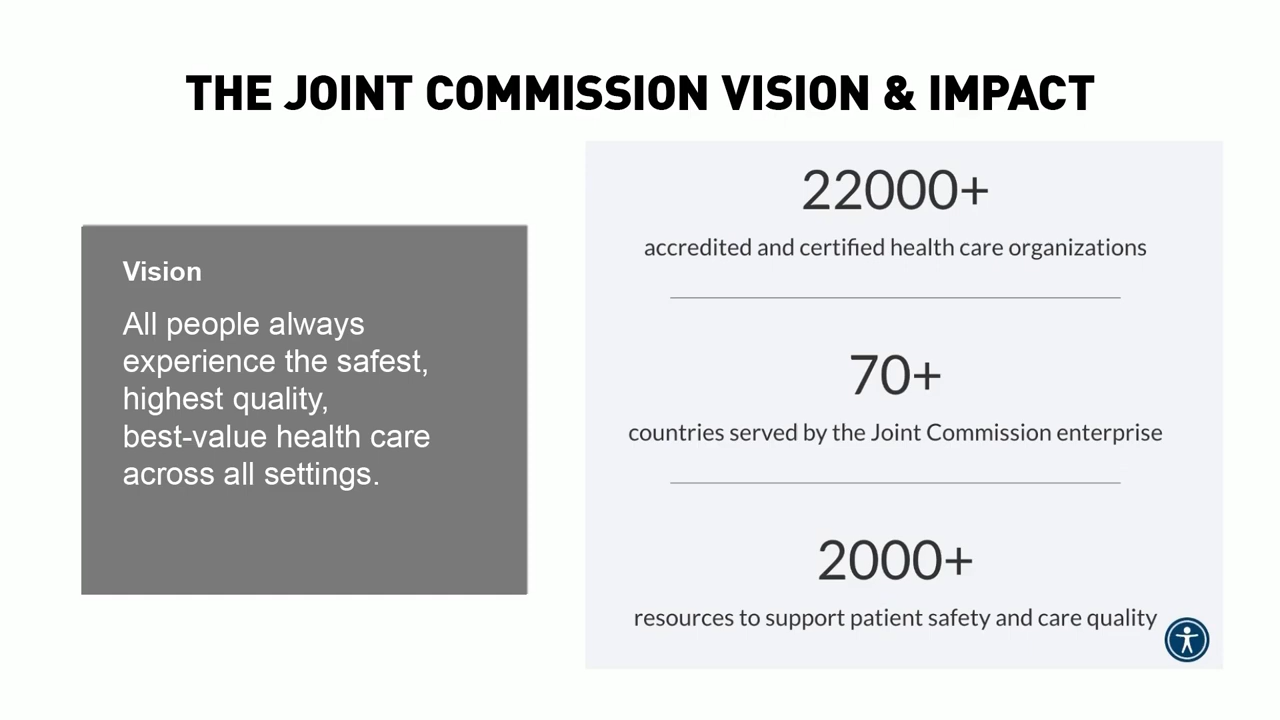 THE JOINT COMMISSION VISION & IMPACT
Vision
All people always
experience the safest,
highest quality,
best-value health care
across all settings.
22000+
accredited and certified health care organizations
70+
countries served by the Joint Commission enterprise
2000+
resources to support patient safety and care quality